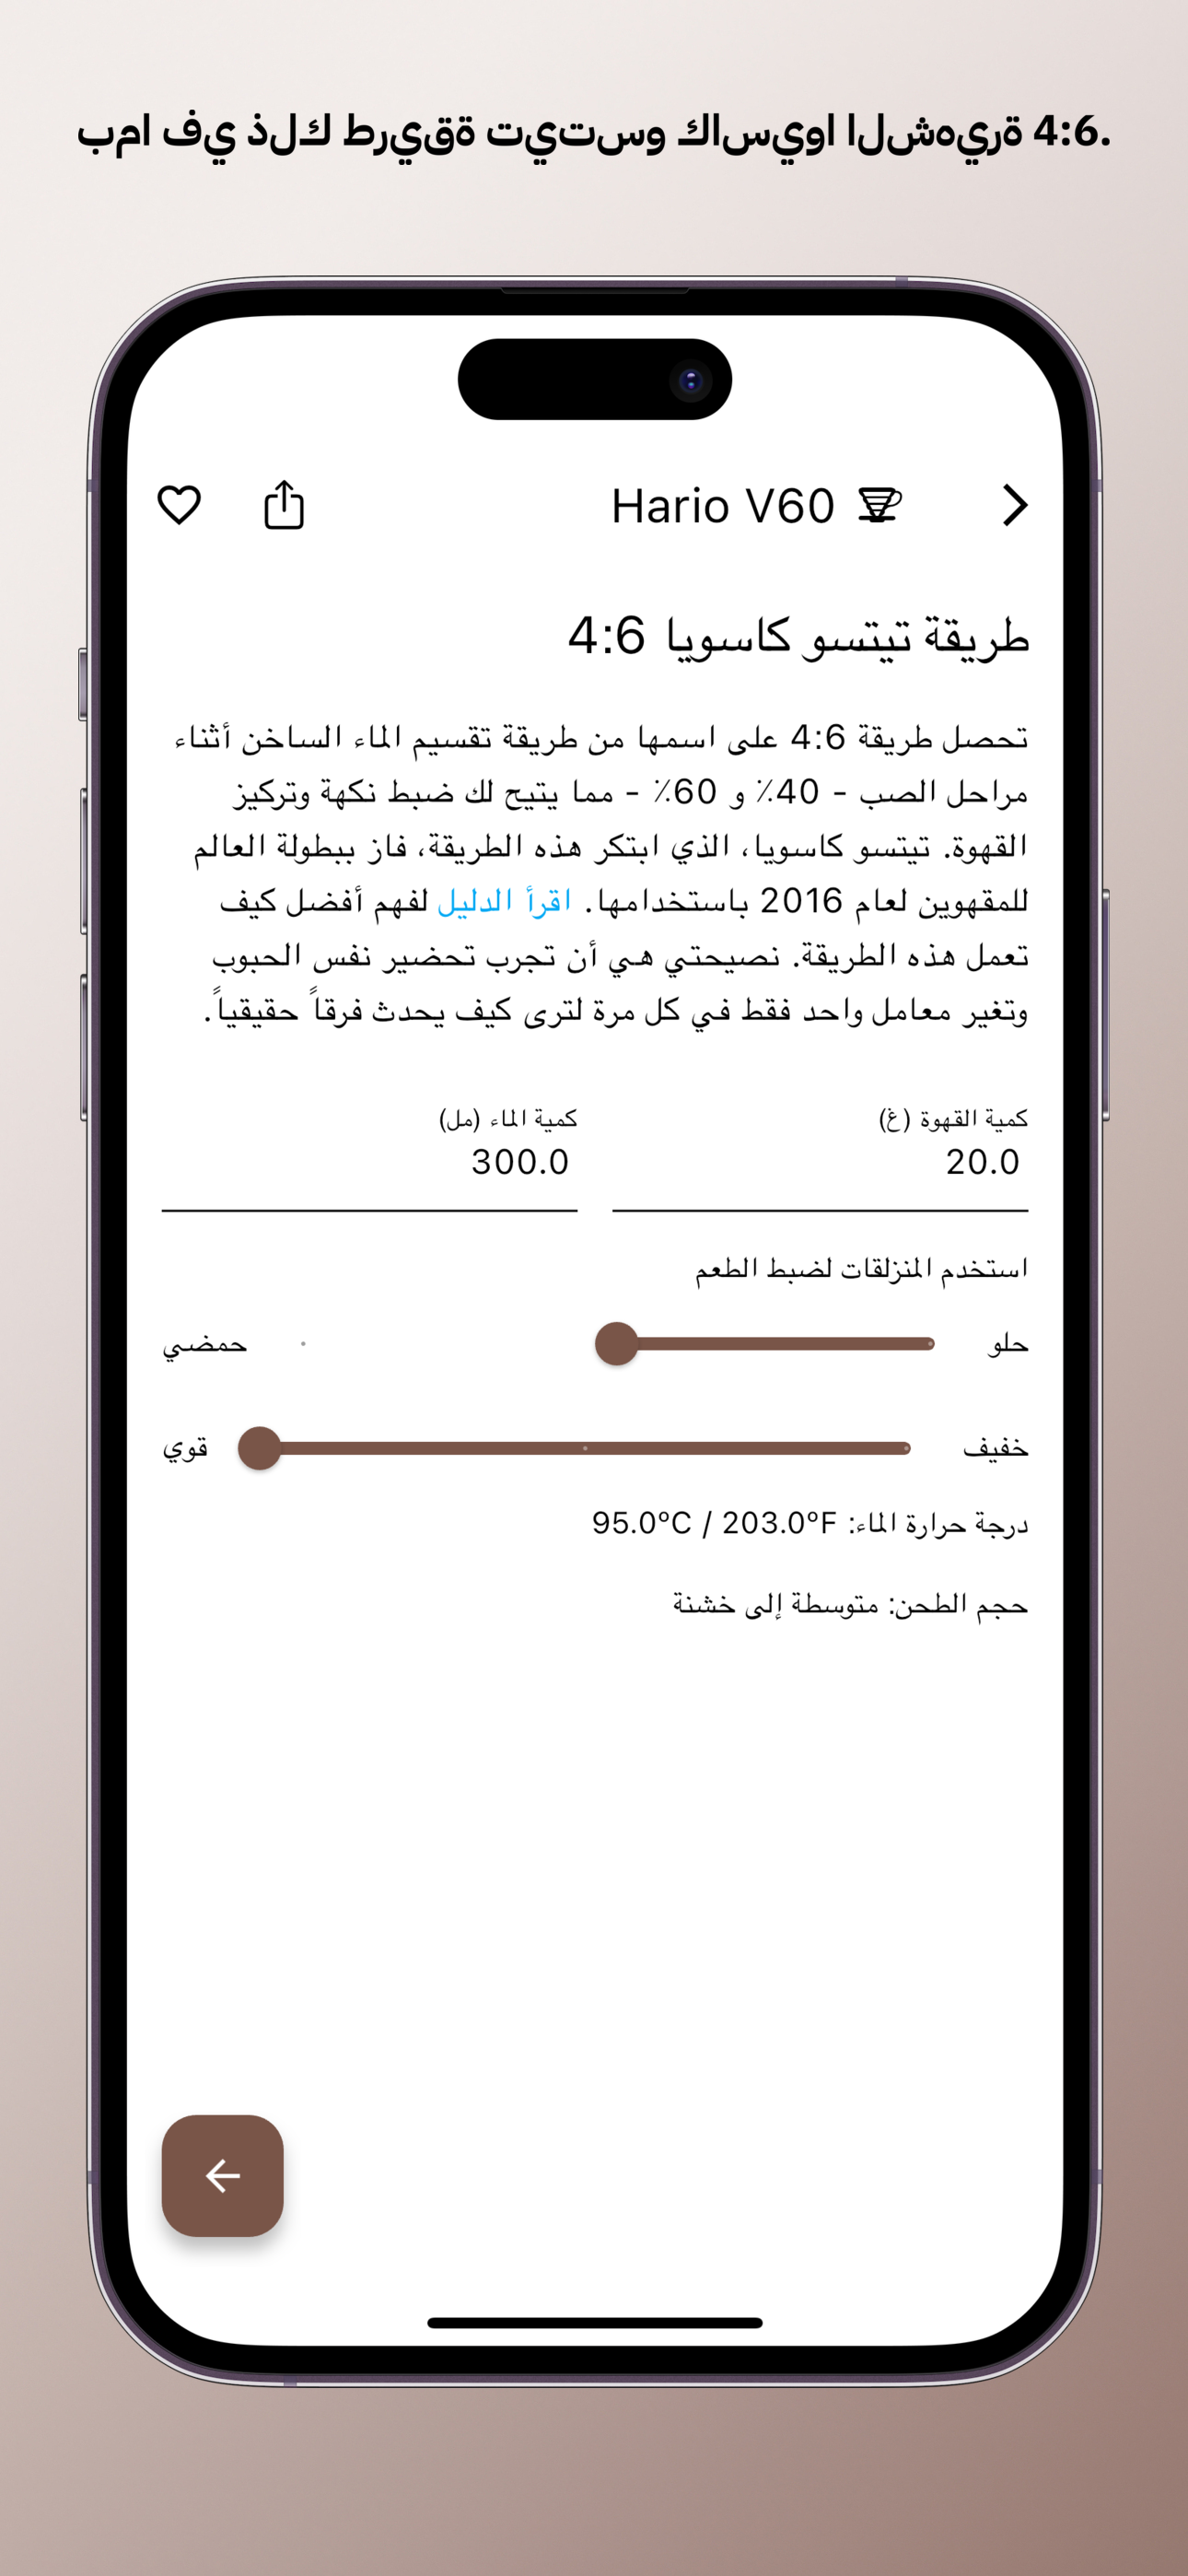 بما في ذلك طريقة تيتسو كاسويا الشهيرة 4:6.
Hario V60
طريقة تيتسو كاسويا 4:6
تحصل طريقة 4:6 على اسمها من طريقة تقسيم الماء الساخن أثناء
مراحل الصب - 40٪ و 60٪ - مما يتيح لك ضبط نكهة وتركيز
القهوة. تيتسو كاسويا، الذي ابتكر هذه الطريقة، فاز ببطولة العالم
للمقهوين لعام 2016 باستخدامها. اقرأ الدليل لفهم أفضل كيف
تعمل هذه الطريقة. نصيحتي هي أن تجرب تحضير نفس الحبوب
وتغير معامل واحد فقط في كل مرة لترى كيف يحدث فرقاً حقيقياً.
كمية القهوة (غ)
20.0
كمية الماء (مل)
300.0
استخدم المنزلقات لضبط الطعم
حلو
حمضي
خفيف
قوي
درجة حرارة الماء: 95.0°C / 203.0°F
حجم الطحن: متوسطة إلى خشنة